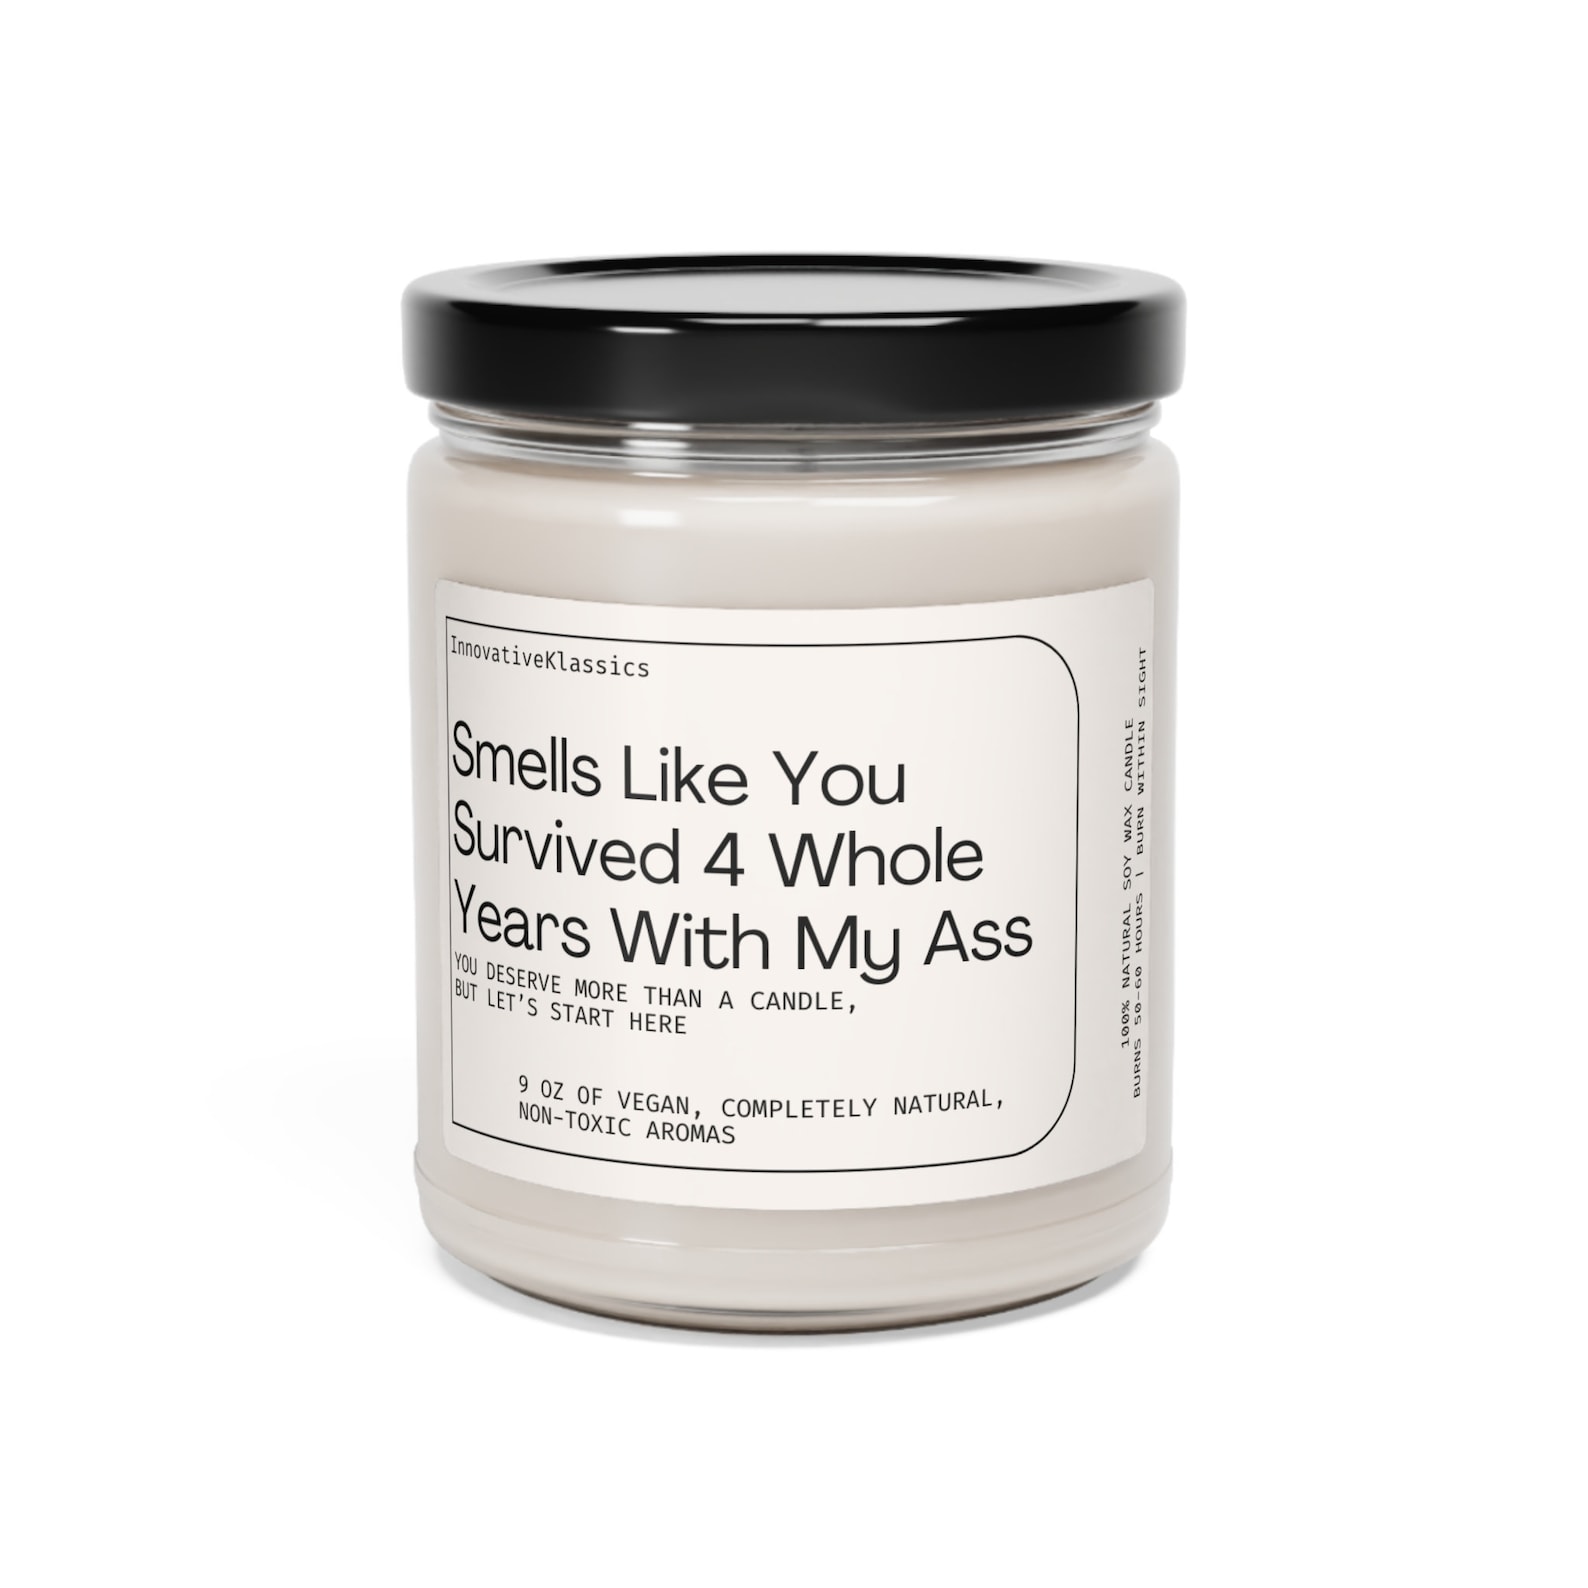 InnovativeKlassics
Smells Like You
Survived 4 Whole
Years With My Ass
YOU DESERVE MORE THAN A CANDLE,
BUT LET’S START HERE
9 OZ OF VEGAN, COMPLETELY NATURAL,
NON-TOXIC AROMAS
100% NATURAL SOY WAX CANDLE
BURNS 50-60 HOURS | BURN WITHIN SIGHT